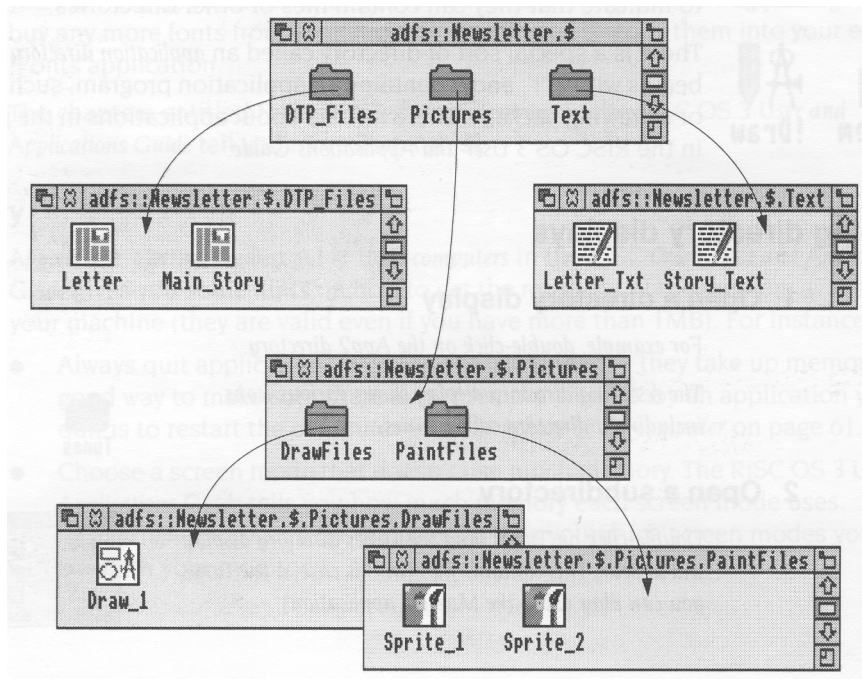 adfs::Newsletter.$
DTP_Files Pictures Text
adfs::Newsletter.$.DTP_Files
Letter Main_Story
adfs::Newsletter.$.Text
Letter_Txt Story_Text
adfs::Newsletter.$.Pictures
DrawFiles PaintFiles
adfs::Newsletter.$.Pictures.DrawFiles
Draw_1
adfs::Newsletter.$.Pictures.PaintFiles
Sprite_1 Sprite_2